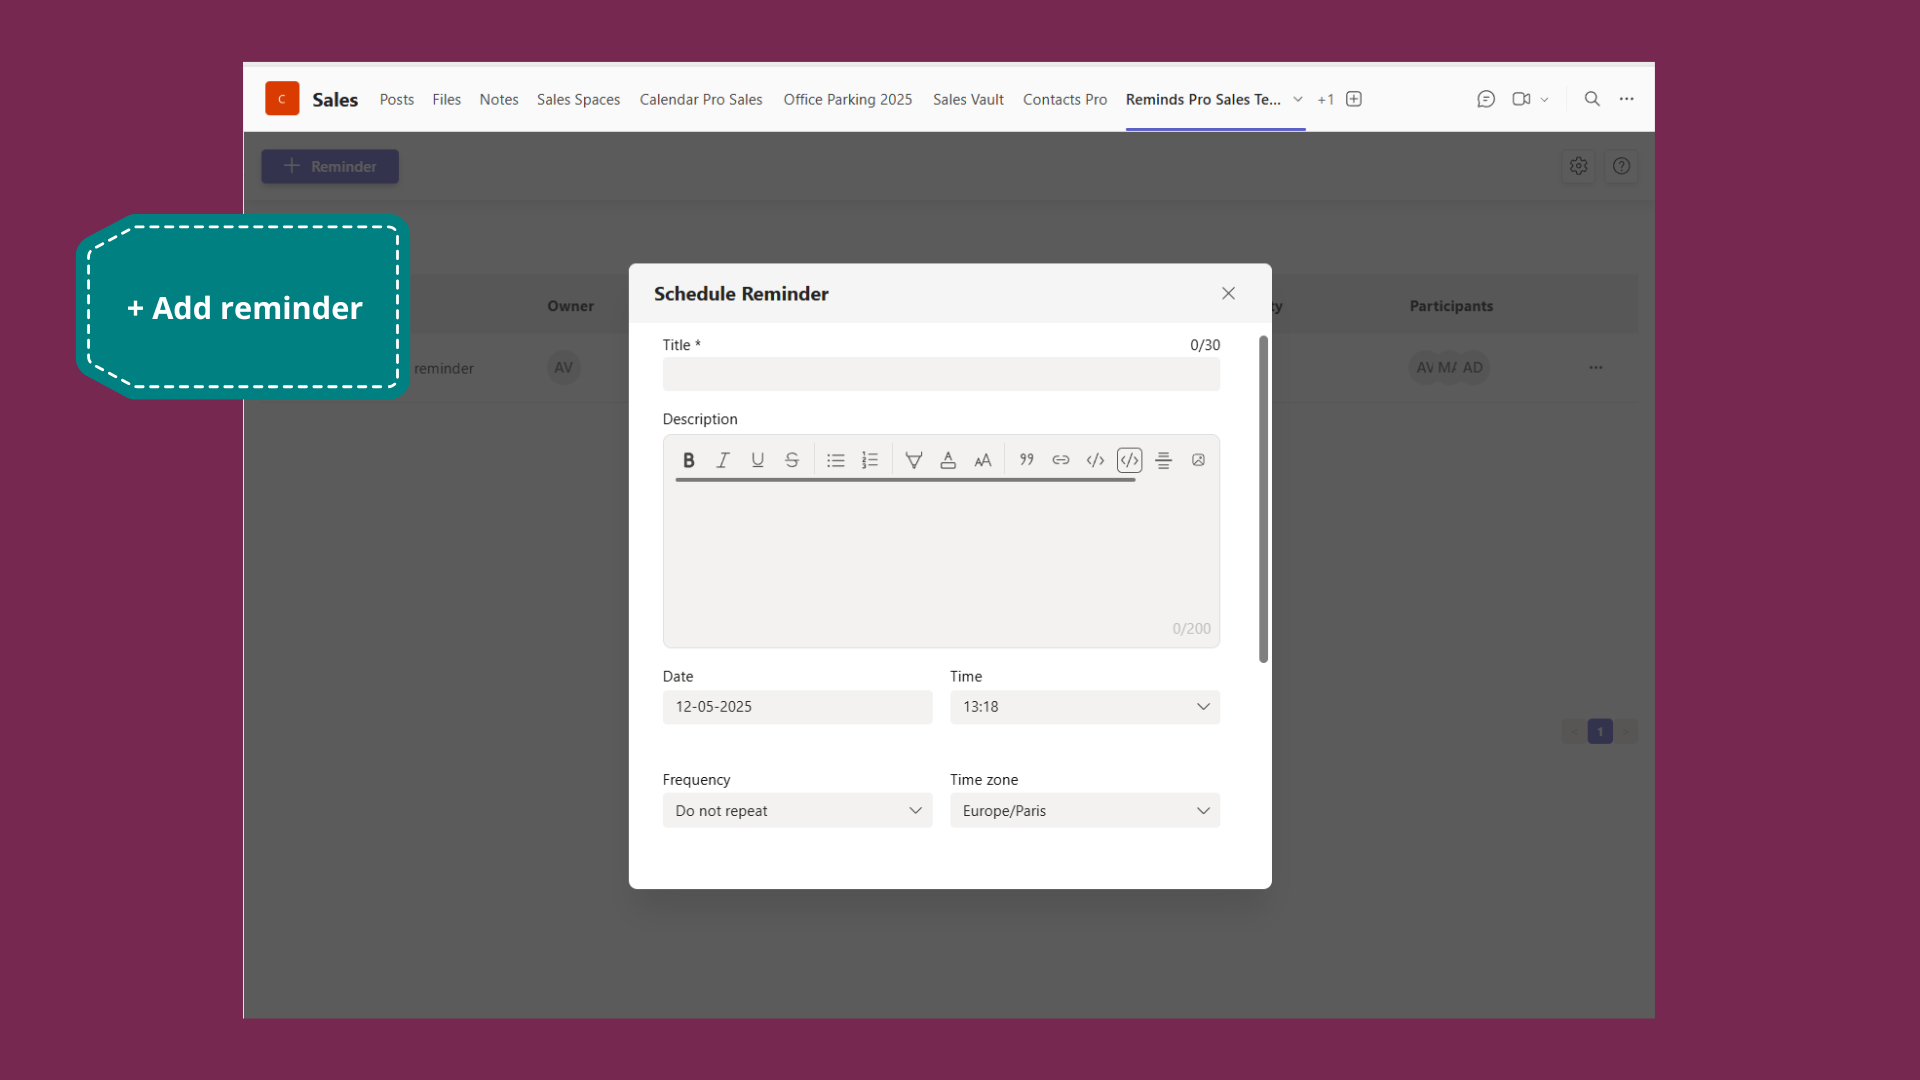 C Sales Posts Files Notes Sales Spaces Calendar Pro Sales Office Parking 2025 Sales Vault Contacts Pro Reminds Pro Sales Te... +1
+ Reminder
+ Add reminder
Owner
Participants
reminder AV AV AD
Schedule Reminder
Title * 0/30
Description
0/200
Date Time
12-05-2025 13:18
Frequency Time zone
Do not repeat Europe/Paris
1